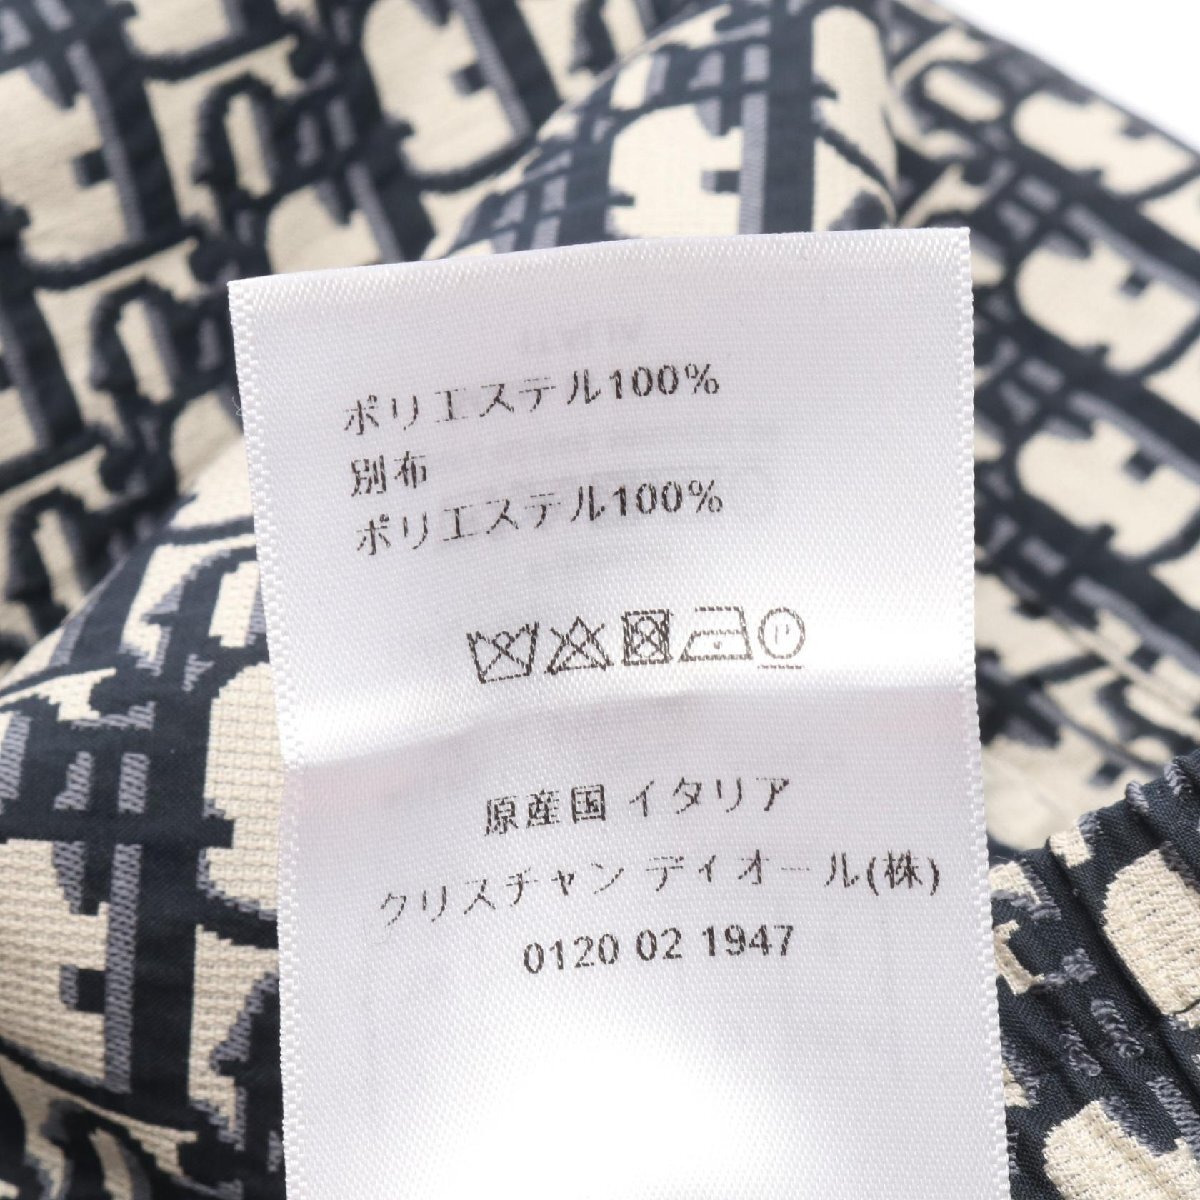 ポリエステル100%
別布
ポリエステル100%
P
原産国 イタリア
クリスチャン ディオール(株)
0120 02 1947